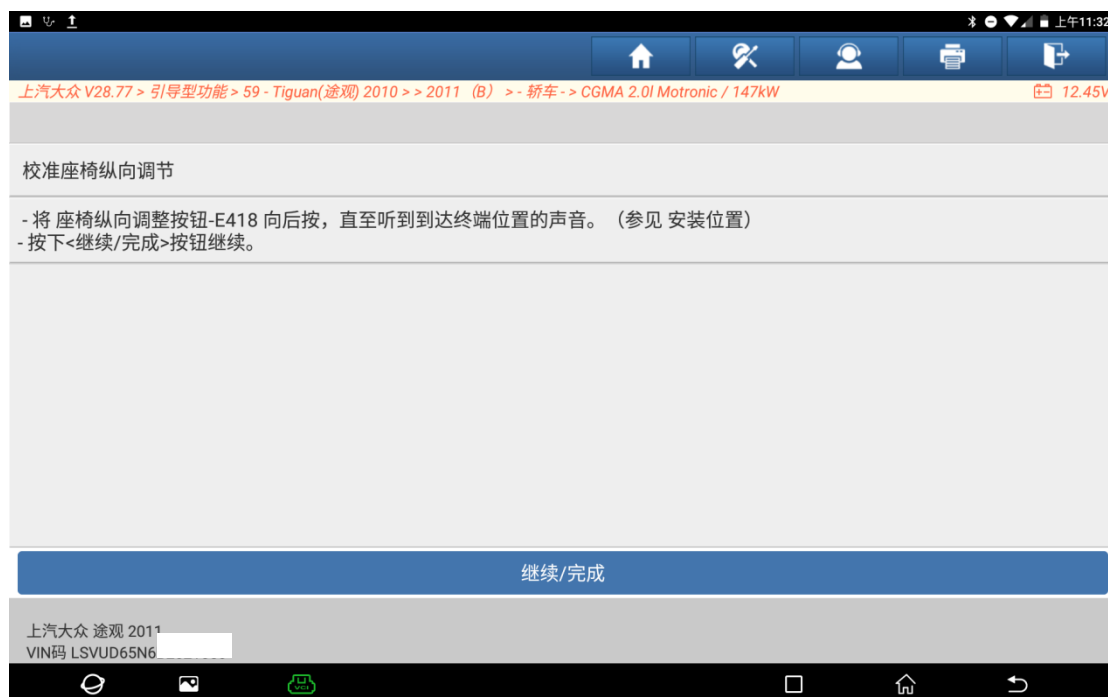 上午11:32
上汽大众 V28.77 > 引导型功能 > 59 - Tiguan(途观) 2010 > > 2011（B） > - 轿车 - > CGMA 2.0l Motronic / 147kW 12.45V
校准座椅纵向调节
- 将 座椅纵向调整按钮-E418 向后按，直至听到到达终端位置的声音。（参见 安装位置）
- 按下<继续/完成>按钮继续。
继续/完成
上汽大众 途观 2011
VIN码 LSVUD65N6
VCI